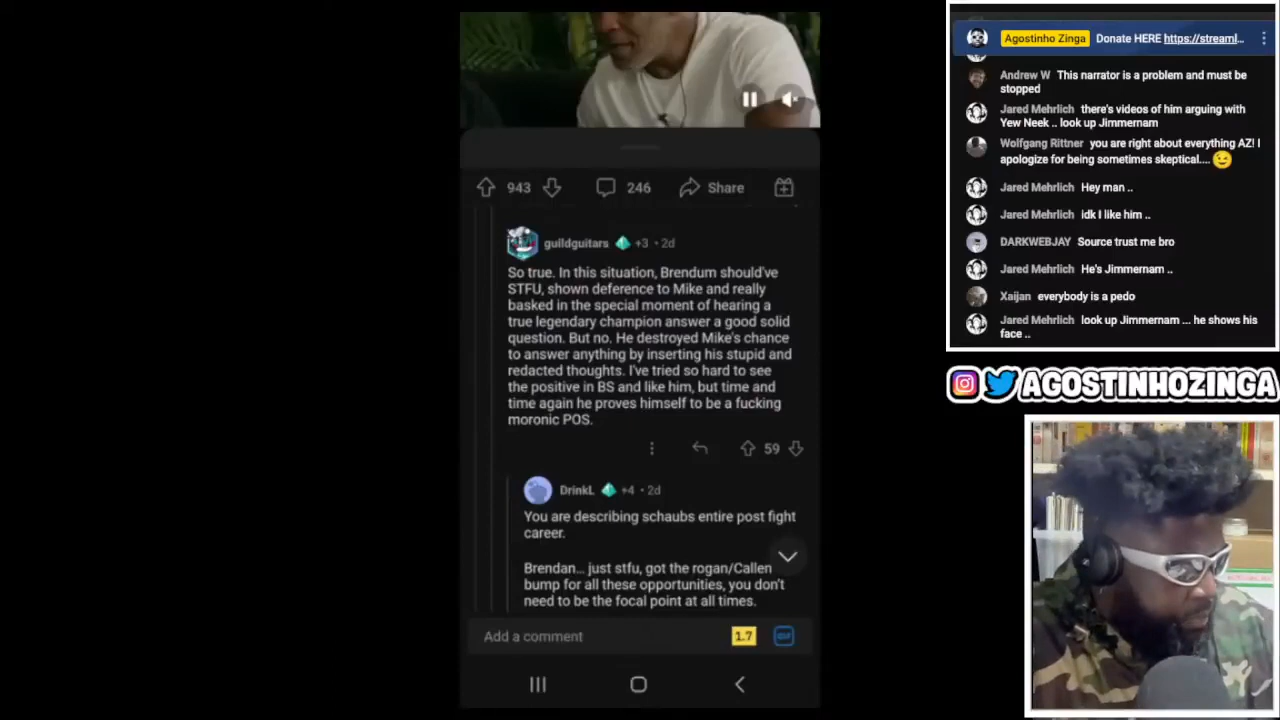 943
246
Share
guildguitars +3 • 2d
So true. In this situation, Brendum should've
STFU, shown deference to Mike and really
basked in the special moment of hearing a
true legendary champion answer a good solid
question. But no. He destroyed Mike's chance
to answer anything by inserting his stupid and
redacted thoughts. I've tried so hard to see
the positive in BS and like him, but time and
time again he proves himself to be a fucking
moronic POS.
59
DrinkL +4 • 2d
You are describing schaubs entire post fight
career.
Brendan... just stfu, got the rogan/Callen
bump for all these opportunities, you don't
need to be the focal point at all times.
Add a comment
1.7
GIF
Agostinho Zinga Donate HERE https://streaml...
Andrew W This narrator is a problem and must be
stopped
Jared Mehrlich there's videos of him arguing with
Yew Neek .. look up Jimmernam
Wolfgang Rittner you are right about everything AZ! I
apologize for being sometimes skeptical....
Jared Mehrlich Hey man ..
Jared Mehrlich idk I like him ..
DARKWEBJAY Source trust me bro
Jared Mehrlich He's Jimmernam ..
Xaijan everybody is a pedo
Jared Mehrlich look up Jimmernam ... he shows his
face ..
AGOSTINHOZINGA